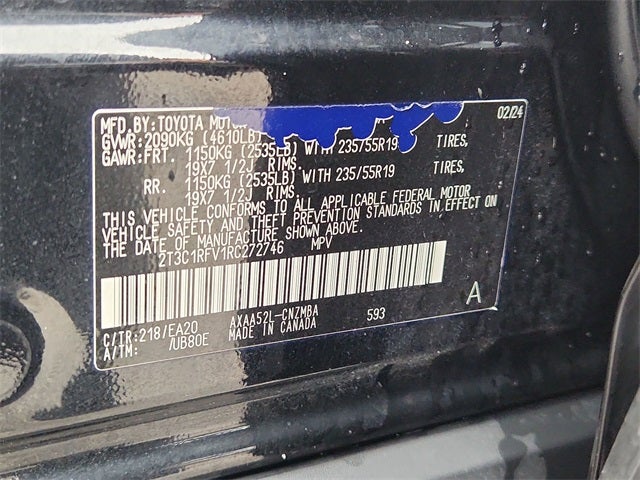 MFD. BY: TOYOTA MOT 02/24
GVWR: 2090KG (4610LB)
GAWR: FRT. 1150KG (2535LB) WITH 235/55R19 TIRES,
19X7 1/2J RIMS.
RR. 1150KG (2535LB) WITH 235/55R19 TIRES,
19X7 1/2J RIMS.
THIS VEHICLE CONFORMS TO ALL APPLICABLE FEDERAL MOTOR
VEHICLE SAFETY AND THEFT PREVENTION STANDARDS IN EFFECT ON
THE DATE OF MANUFACTURE SHOWN ABOVE.
2T3C1RFV1RC272746 MPV
A
C/TR: 218/EA20 AXAA52L-CNZMBA 593
A/TM: /UB80E MADE IN CANADA